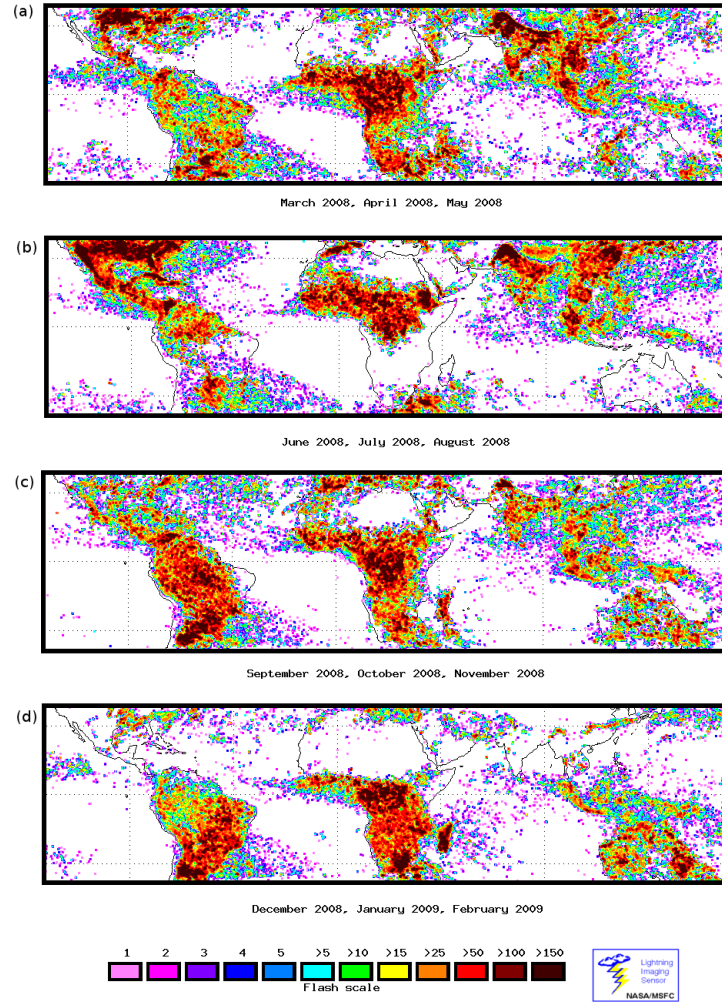 (a)
March 2008, April 2008, May 2008
(b)
June 2008, July 2008, August 2008
(c)
September 2008, October 2008, November 2008
(d)
December 2008, January 2009, February 2009
1 2 3 4 5 >5 >10 >15 >25 >50 >100 >150
Flash scale
Lightning
Imaging
Sensor
NASA/MSFC